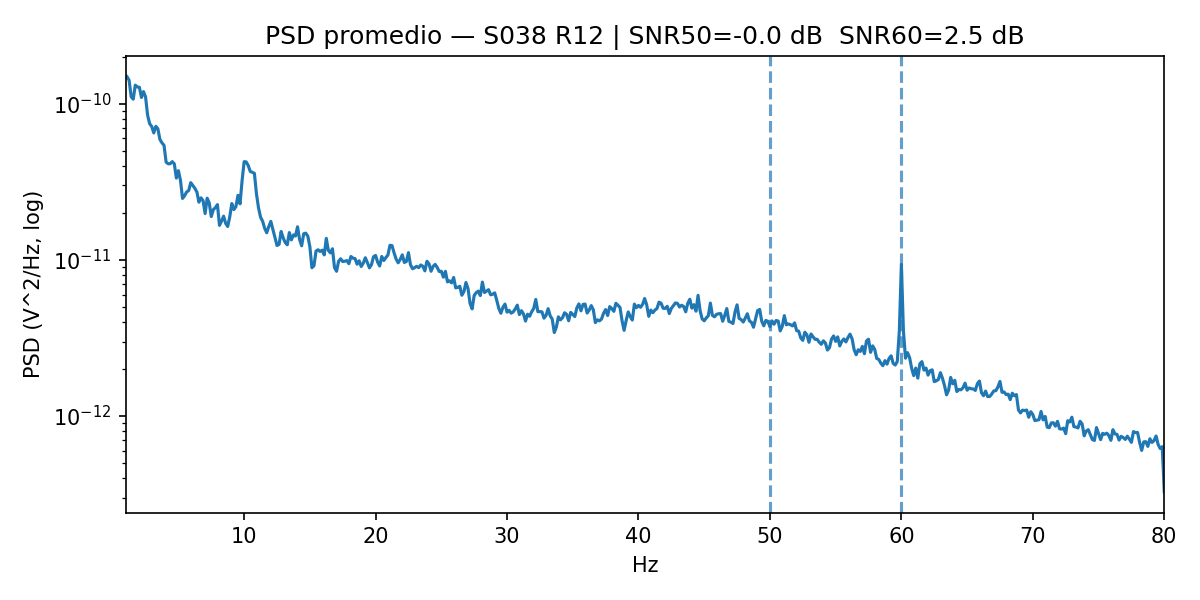 PSD promedio — S038 R12 | SNR50=-0.0 dB  SNR60=2.5 dB
PSD (V^2/Hz, log)
10⁻¹⁰
10⁻¹¹
10⁻¹²
10 20 30 40 50 60 70 80
Hz